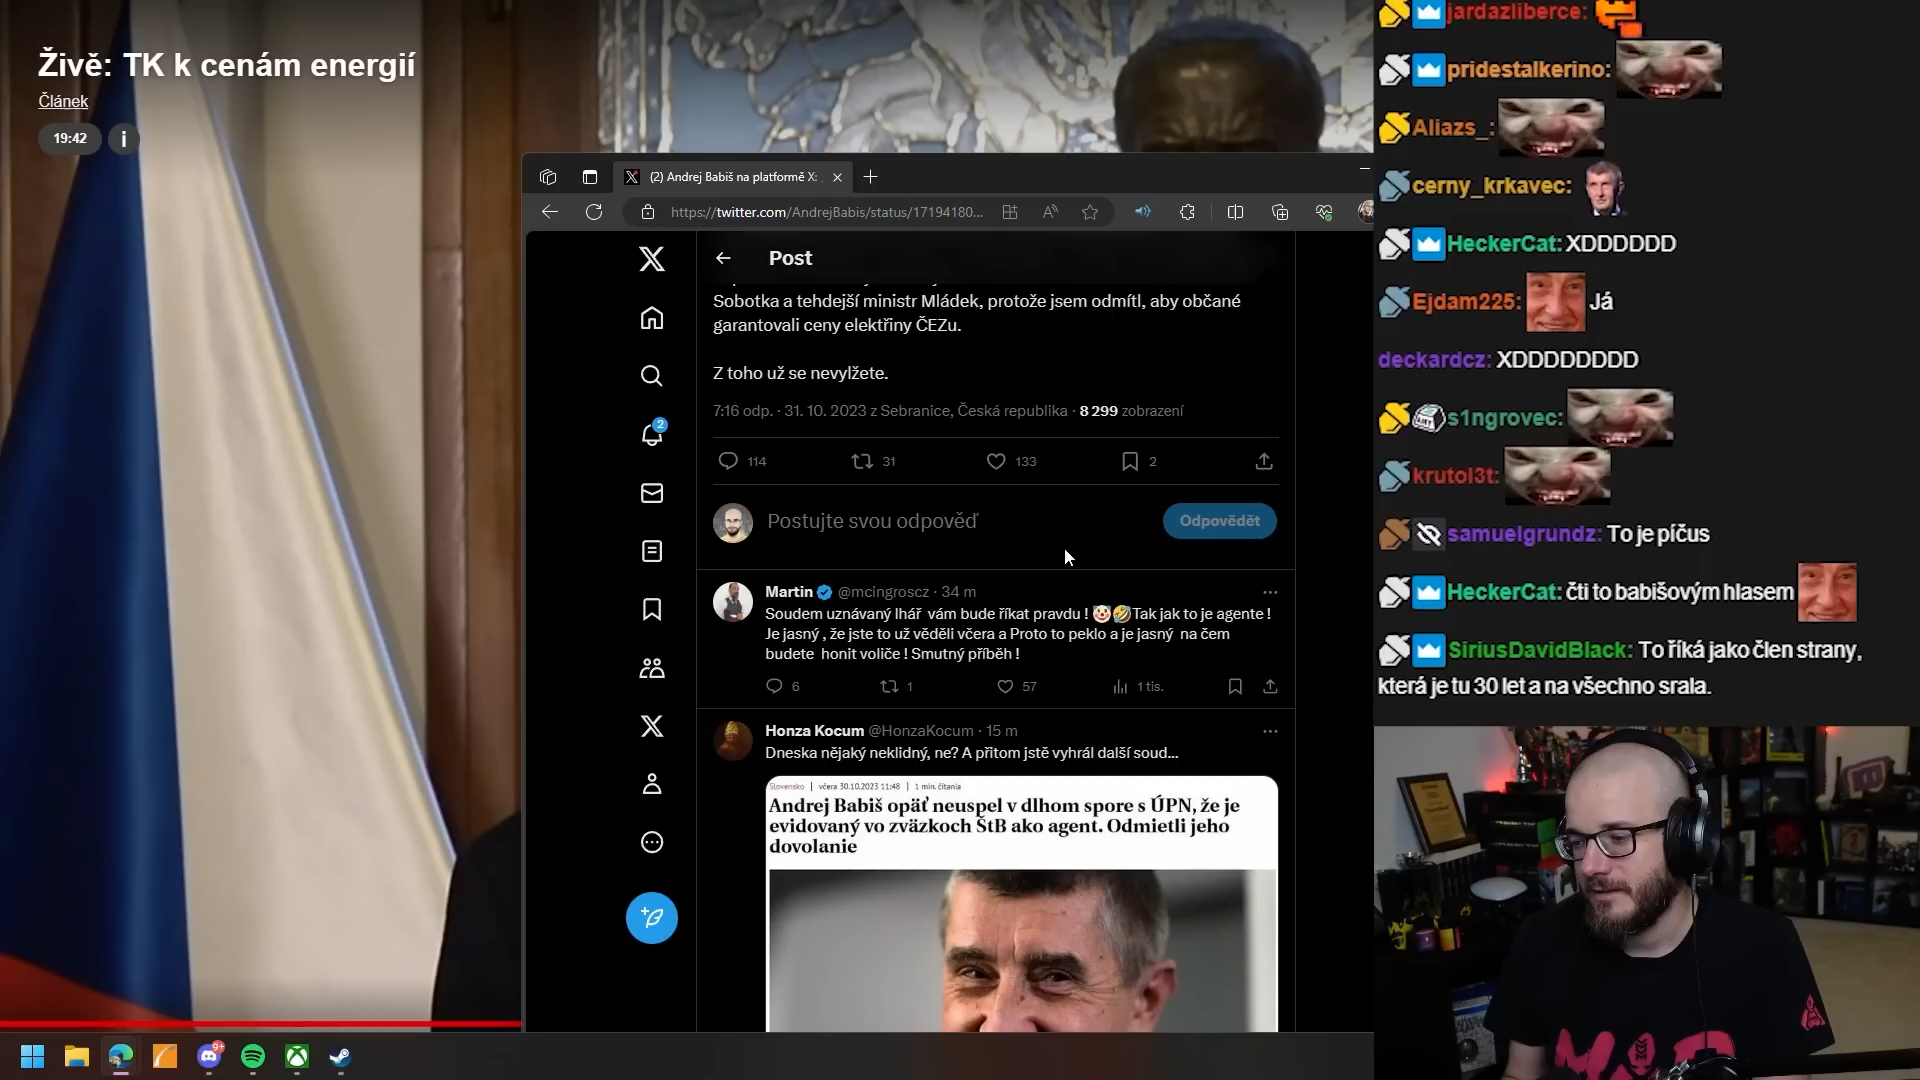 Živě: TK k cenám energií
Článek
19:42
(2) Andrej Babiš na platformě X:
https://twitter.com/AndrejBabis/status/17194180...
Post
Sobotka a tehdejší ministr Mládek, protože jsem odmítl, aby občané
garantovali ceny elektřiny ČEZu.
Z toho už se nevylžete.
7:16 odp. · 31. 10. 2023 z Sebranice, Česká republika · 8 299 zobrazení
114 31 133 2
2
Postujte svou odpověď
Odpovědět
Martin @mcingroscz · 34 m
Soudem uznávaný lhář vám bude říkat pravdu ! 🤡🤣Tak jak to je agente !
Je jasný , že jste to už věděli včera a Proto to peklo a je jasný na čem
budete honit voliče ! Smutný příběh !
6 1 57 1 tis.
Honza Kocum @HonzaKocum · 15 m
Dneska nějaký neklidný, ne? A přitom jstě vyhrál další soud...
Slovensko | včera 30.10.2023 11:48 | 1 min. čítania
Andrej Babiš opäť neuspel v dlhom spore s ÚPN, že je
evidovaný vo zväzkoch ŠtB ako agent. Odmietli jeho
dovolanie
9+
jardazliberce:
pridestalkerino:
Aliazs_:
cerny_krkavec:
HeckerCat: XDDDDDD
Ejdam225: Já
deckardcz: XDDDDDDDD
s1ngrovec:
krutol3t:
samuelgrundz: To je píčus
HeckerCat: čti to babišovým hlasem
SiriusDavidBlack: To říká jako člen strany,
která je tu 30 let a na všechno srala.